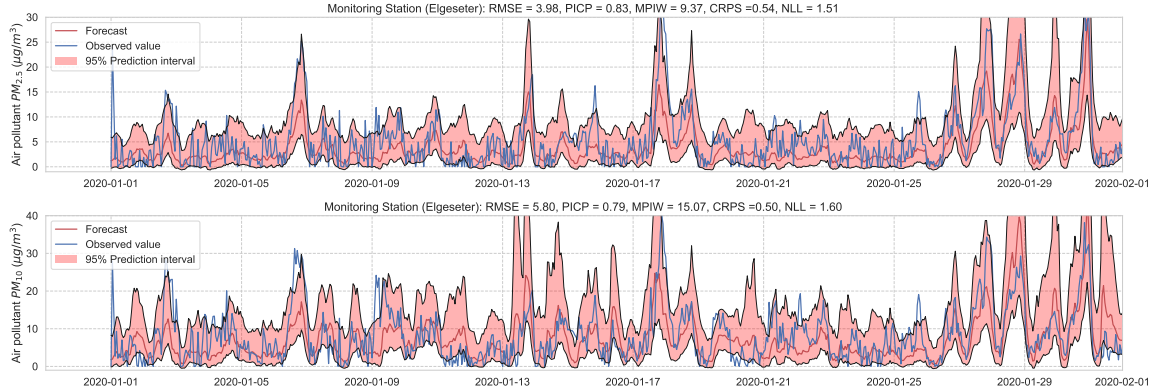 Monitoring Station (Elgeseter): RMSE = 3.98, PICP = 0.83, MPIW = 9.37, CRPS =0.54, NLL = 1.51
Air pollutant PM2.5 (μg/m³)
30
25
20
15
10
5
0
Forecast
Observed value
95% Prediction interval
2020-01-01 2020-01-05 2020-01-09 2020-01-13 2020-01-17 2020-01-21 2020-01-25 2020-01-29 2020-02-01
Monitoring Station (Elgeseter): RMSE = 5.80, PICP = 0.79, MPIW = 15.07, CRPS =0.50, NLL = 1.60
Air pollutant PM10 (μg/m³)
40
30
20
10
0
Forecast
Observed value
95% Prediction interval
2020-01-01 2020-01-05 2020-01-09 2020-01-13 2020-01-17 2020-01-21 2020-01-25 2020-01-29 2020-02-01